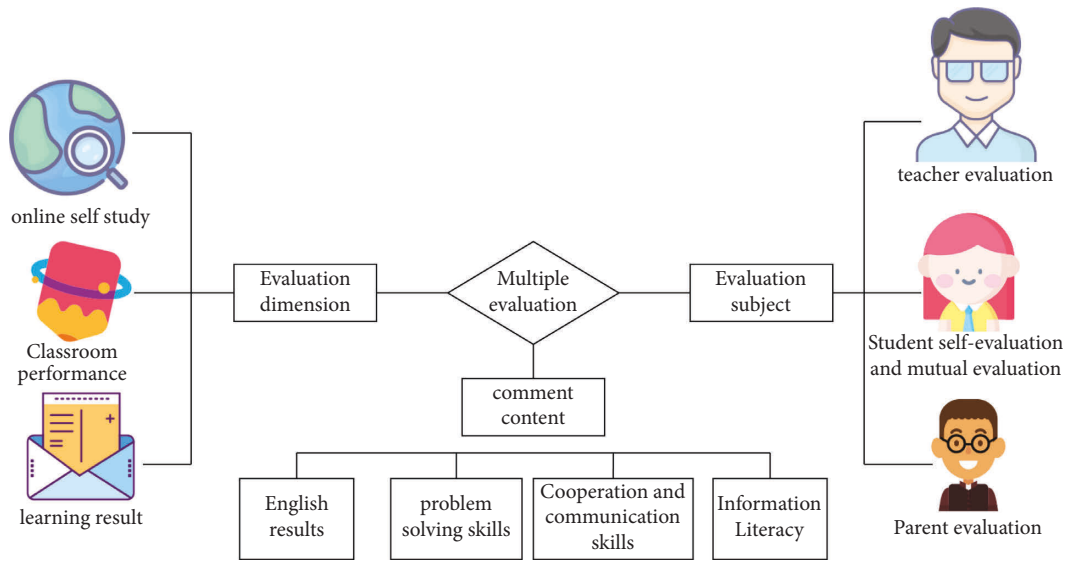 online self study
Classroom
performance
learning result
Evaluation
dimension
Multiple
evaluation
comment
content
English
results
problem
solving skills
Cooperation and
communication
skills
Information
Literacy
Evaluation
subject
teacher evaluation
Student self-evaluation
and mutual evaluation
Parent evaluation